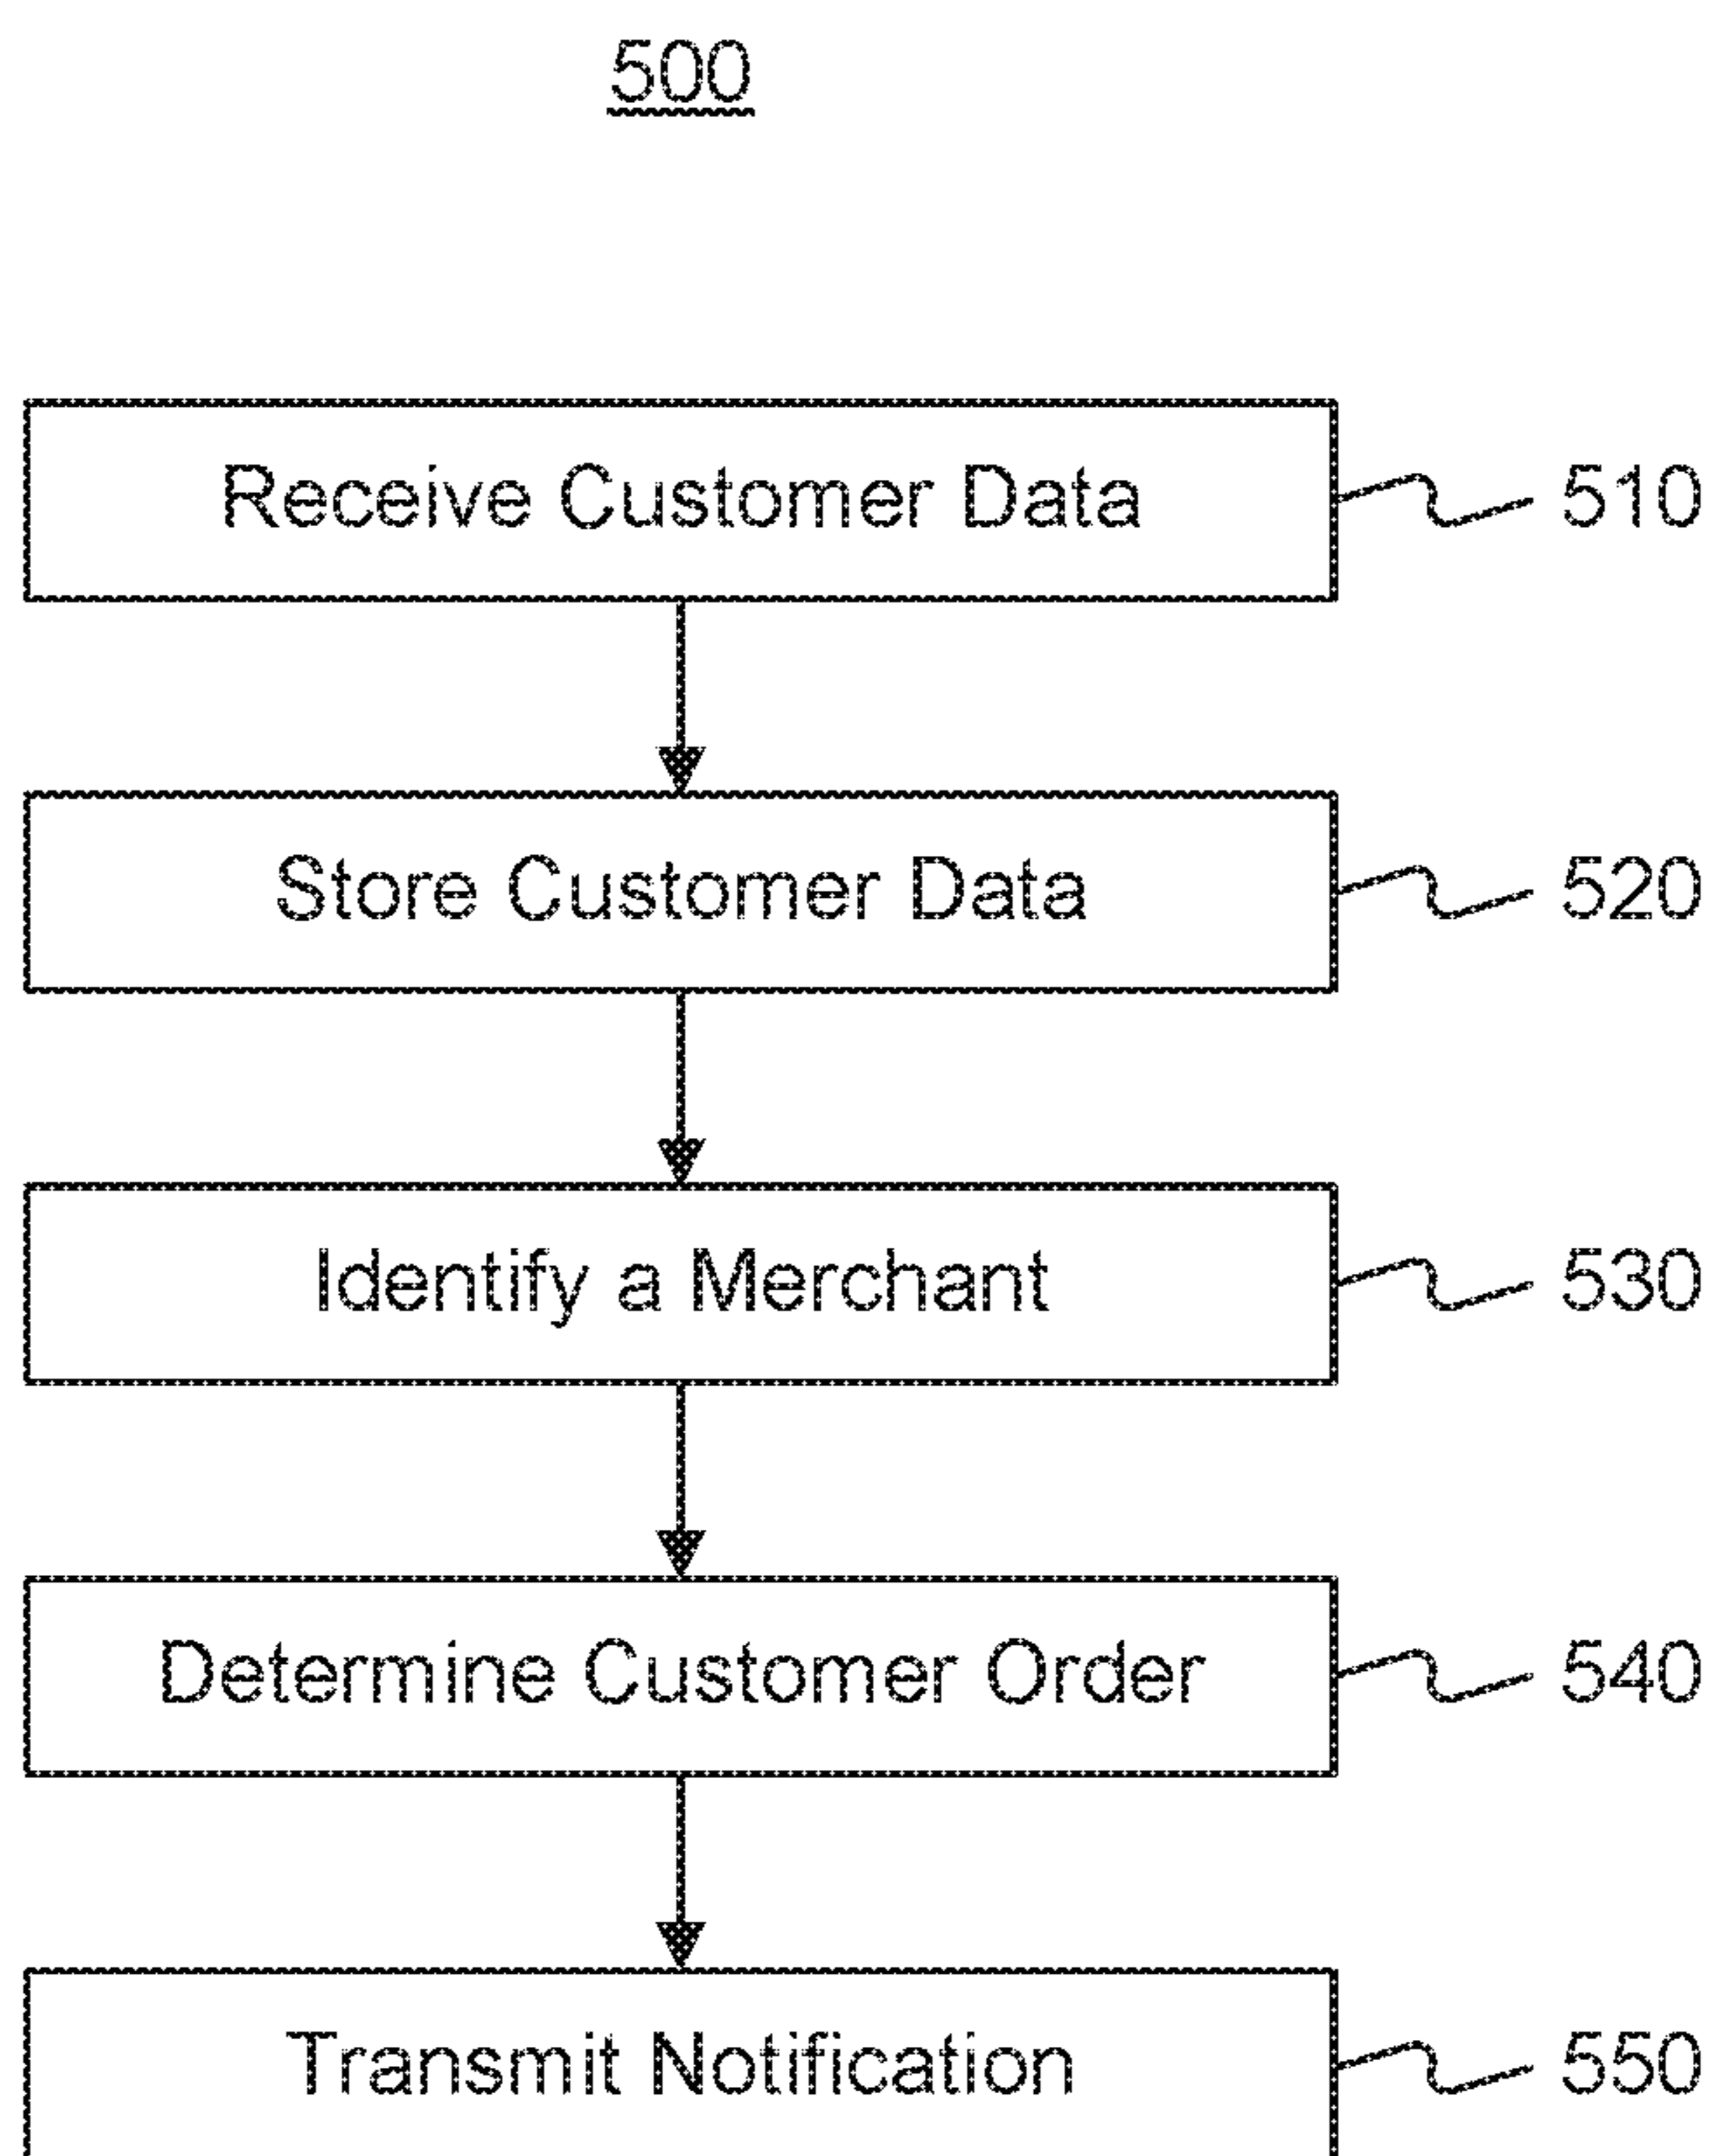 500
Receive Customer Data 510
Store Customer Data 520
Identify a Merchant 530
Determine Customer Order 540
Transmit Notification 550